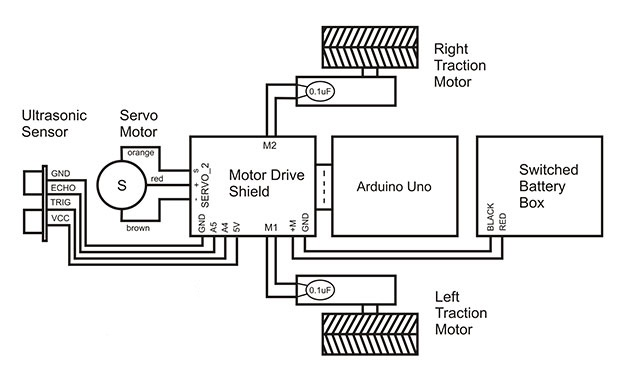 Right
Traction
Motor
0.1uF
Ultrasonic
Sensor
Servo
Motor
GND
ECHO
TRIG
VCC
orange
red
brown
S
S
+
-
SERVO_2
M2
Motor Drive
Shield
GND
A5
A4
5V
M1
+M
GND
Arduino Uno
Switched
Battery
Box
BLACK
RED
0.1uF
Left
Traction
Motor